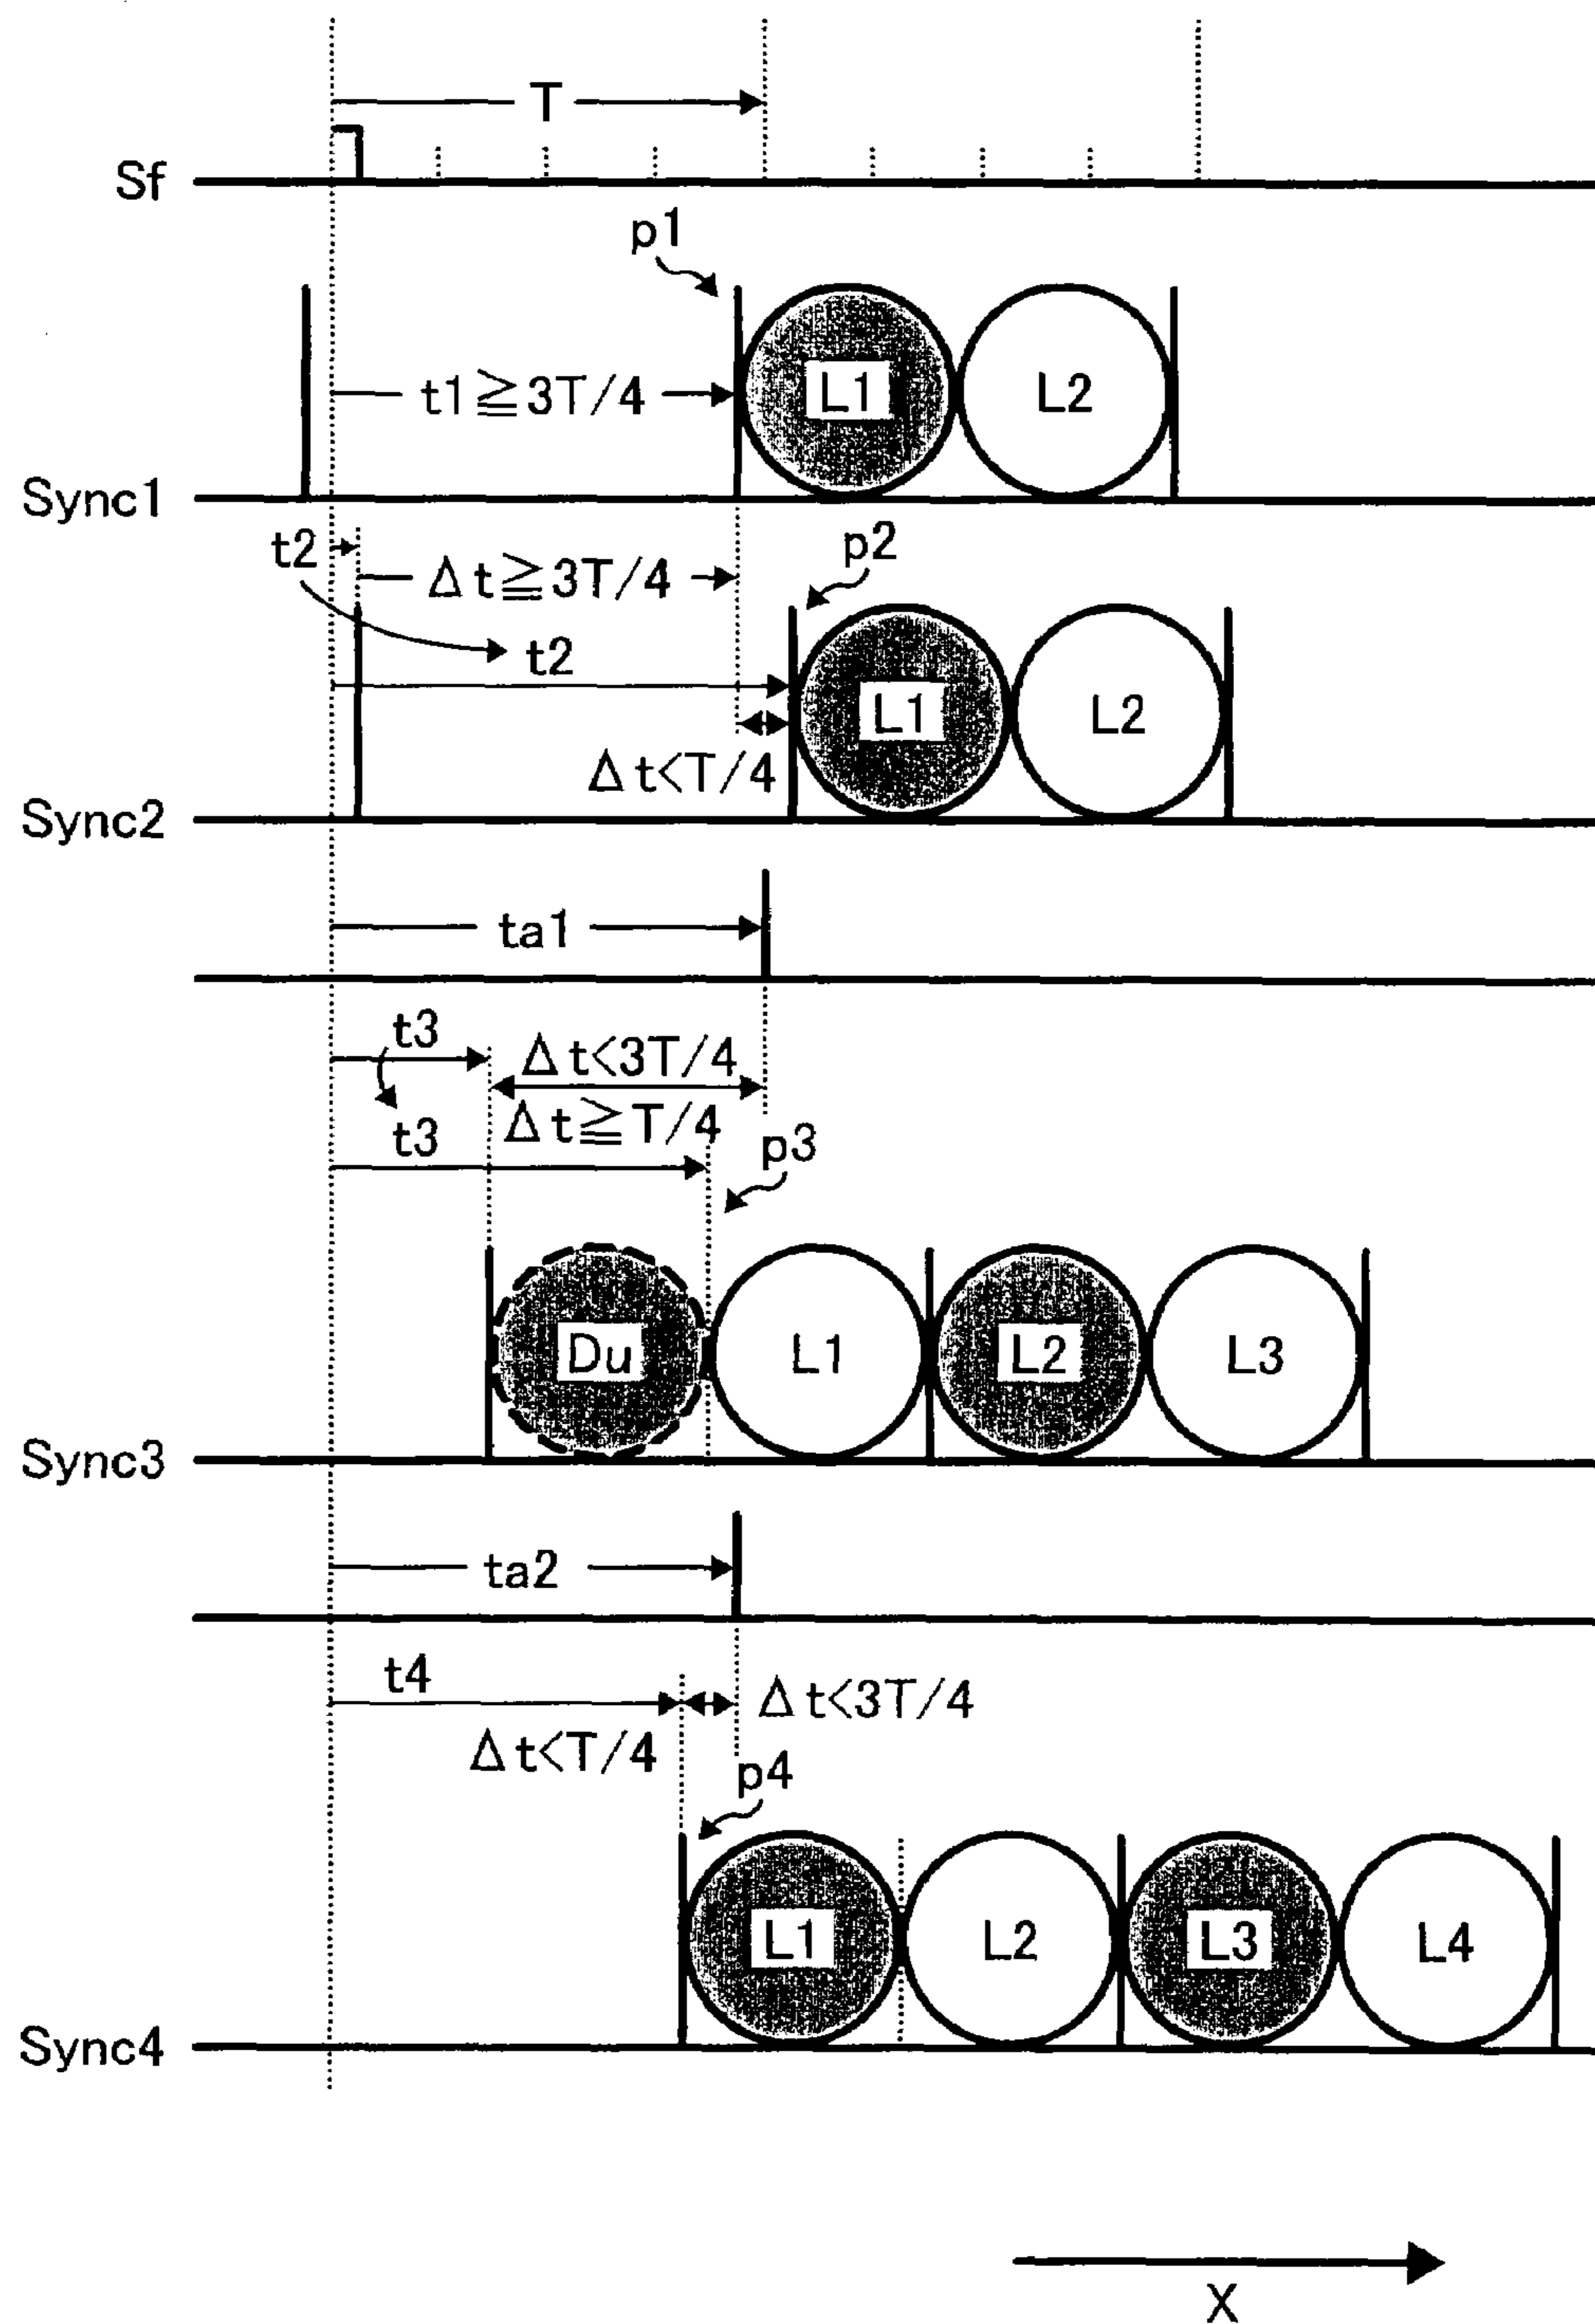 T
Sf
p1
t1≧3T/4
L1
L2
Sync1
t2
Δt≧3T/4
p2
t2
L1
L2
Δt<T/4
Sync2
ta1
t3
Δt<3T/4
Δt≧T/4
t3
p3
Du
L1
L2
L3
Sync3
ta2
t4
Δt<3T/4
Δt<T/4
p4
L1
L2
L3
L4
Sync4
X